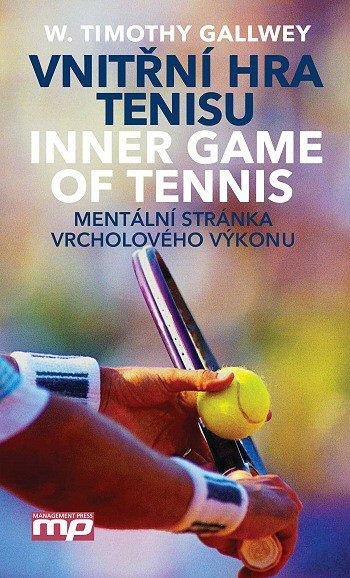 W. TIMOTHY GALLWEY
VNITŘNÍ HRA
TENISU
INNER GAME
OF TENNIS
MENTÁLNÍ STRÁNKA
VRCHOLOVÉHO VÝKONU
MANAGEMENT PRESS
mp